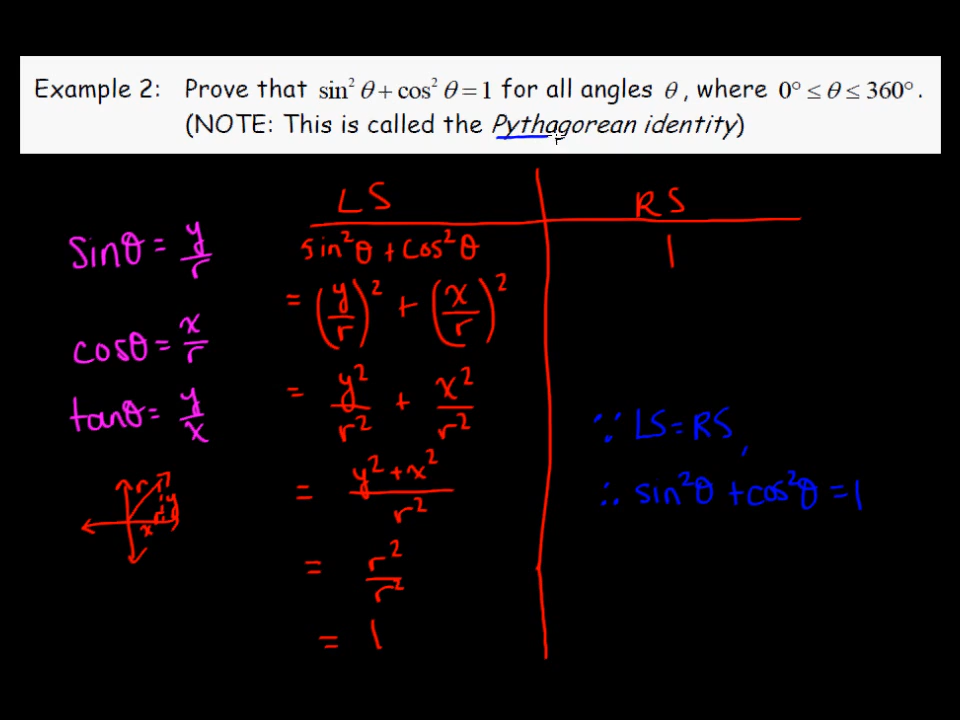 Example 2: Prove that sin² θ + cos² θ = 1 for all angles θ, where 0° ≤ θ ≤ 360°.
(NOTE: This is called the Pythagorean identity)
LS
RS
sinθ = y/r
cosθ = x/r
tanθ = y/x
r
y
x
sin²θ + cos²θ
= (y/r)² + (x/r)²
= y²/r² + x²/r²
= y² + x²/r²
= r²/r²
= 1
1
∵ LS = RS,
∴ sin²θ + cos²θ = 1